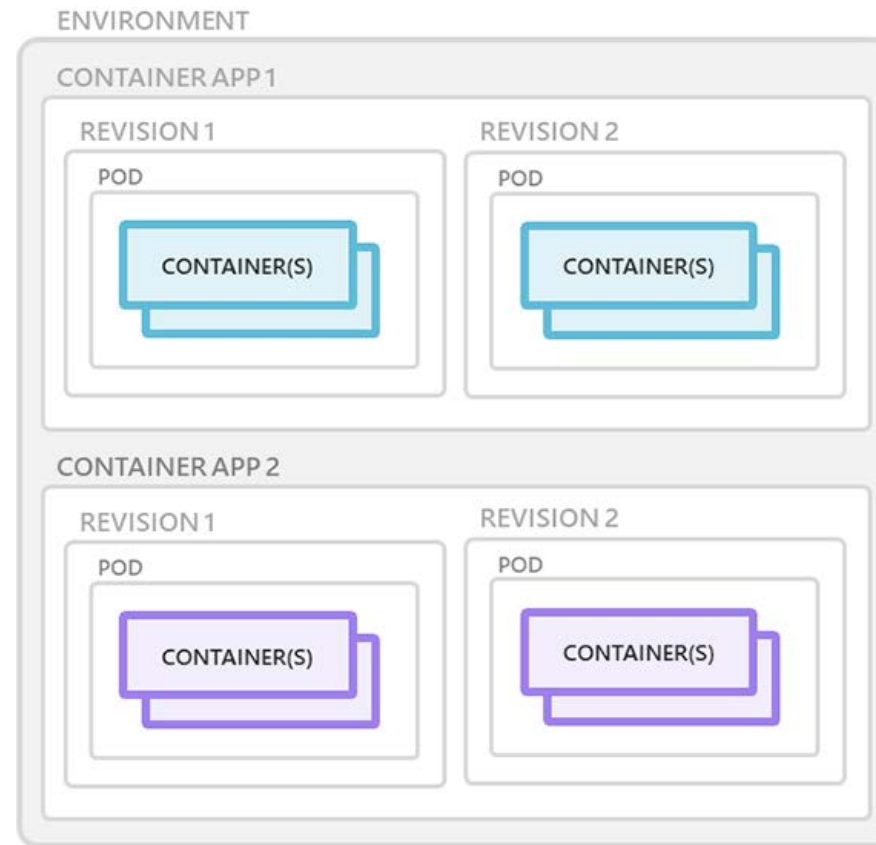 ENVIRONMENT
CONTAINER APP 1
REVISION 1
REVISION 2
POD
POD
CONTAINER(S)
CONTAINER(S)
CONTAINER APP 2
REVISION 1
REVISION 2
POD
POD
CONTAINER(S)
CONTAINER(S)